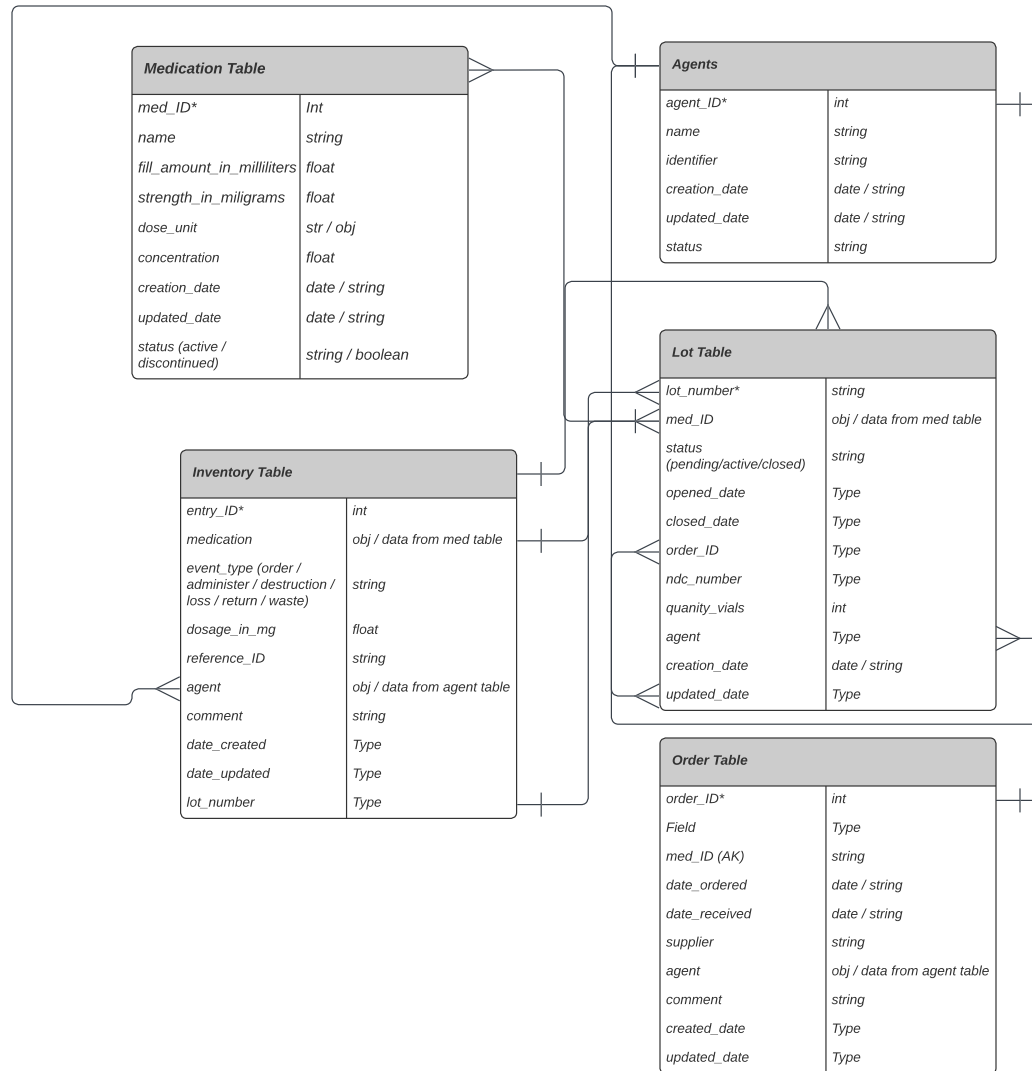 Medication Table
med_ID* Int
name string
fill_amount_in_milliliters float
strength_in_miligrams float
dose_unit str / obj
concentration float
creation_date date / string
updated_date date / string
status (active /
discontinued) string / boolean
Agents
agent_ID* int
name string
identifier string
creation_date date / string
updated_date date / string
status string
Lot Table
lot_number* string
med_ID obj / data from med table
status
(pending/active/closed) string
opened_date Type
closed_date Type
order_ID Type
ndc_number Type
quanity_vials int
agent Type
creation_date date / string
updated_date Type
Inventory Table
entry_ID* int
medication obj / data from med table
event_type (order /
administer / destruction / string
loss / return / waste)
dosage_in_mg float
reference_ID string
agent obj / data from agent table
comment string
date_created Type
date_updated Type
lot_number Type
Order Table
order_ID* int
Field Type
med_ID (AK) string
date_ordered date / string
date_received date / string
supplier string
agent obj / data from agent table
comment string
created_date Type
updated_date Type